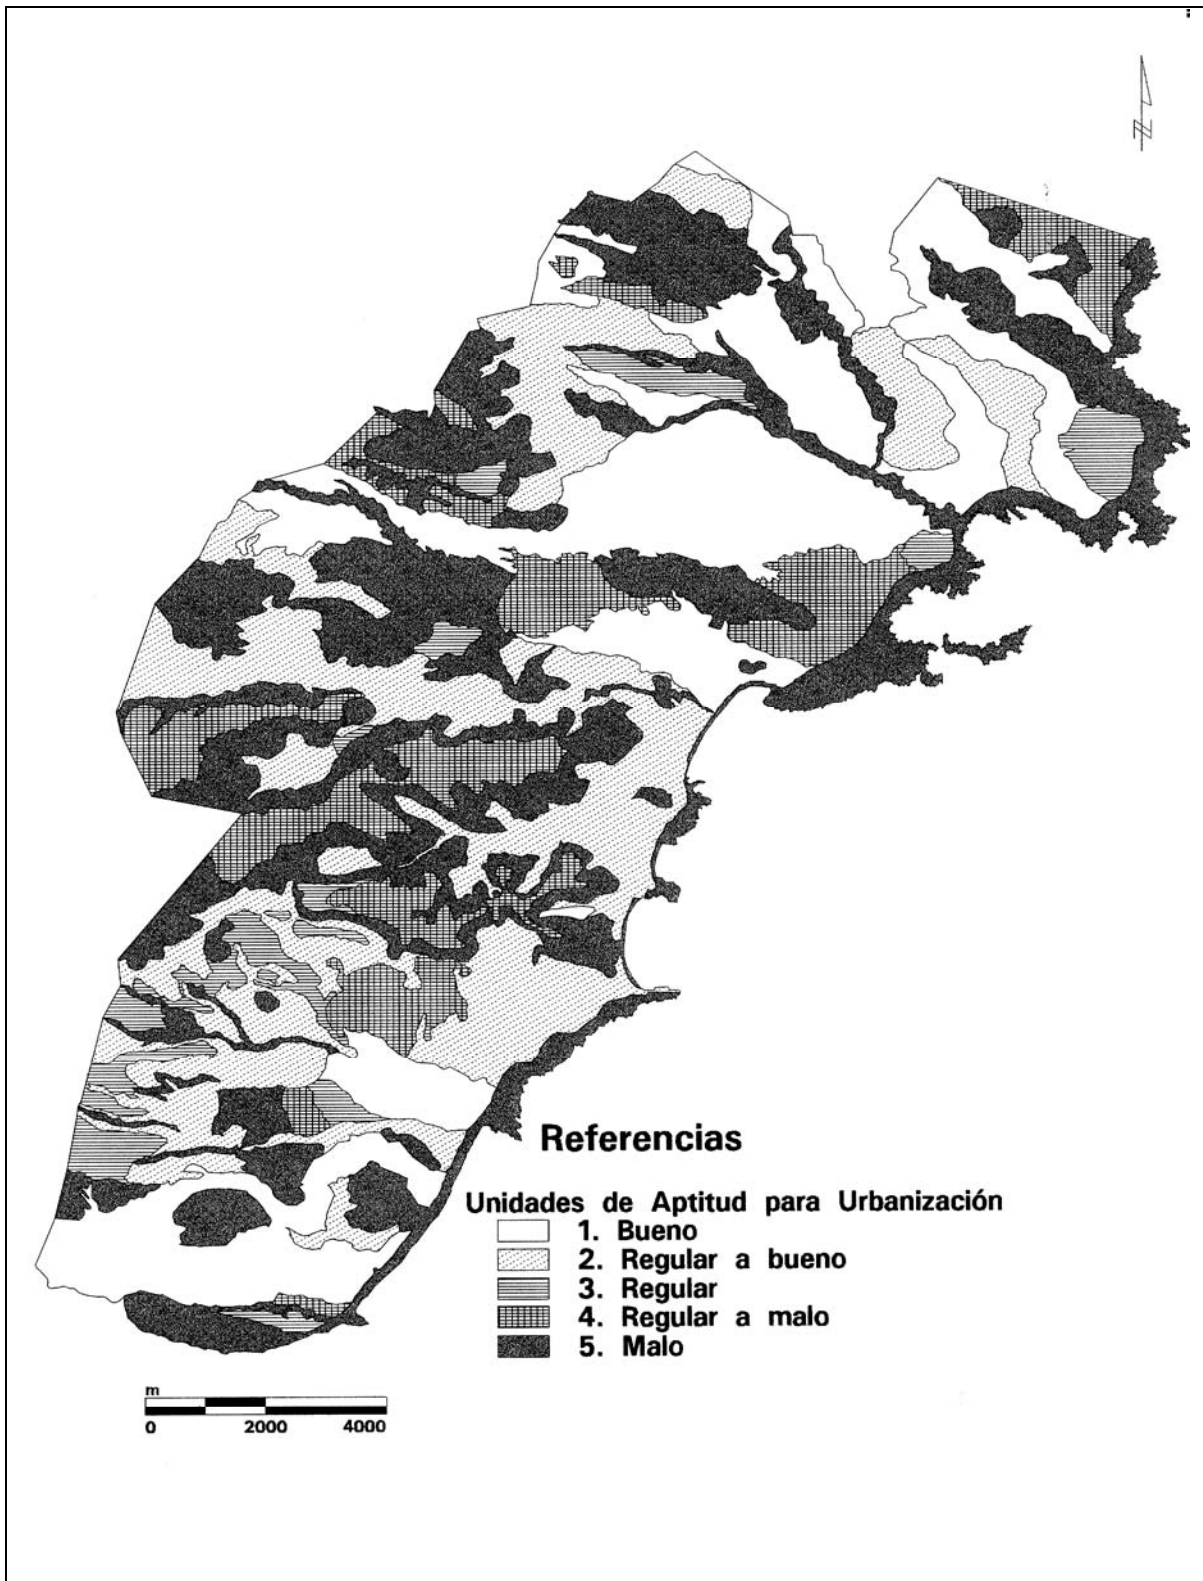 N
Referencias
Unidades de Aptitud para Urbanización
1. Bueno
2. Regular a bueno
3. Regular
4. Regular a malo
5. Malo
m
0 2000 4000